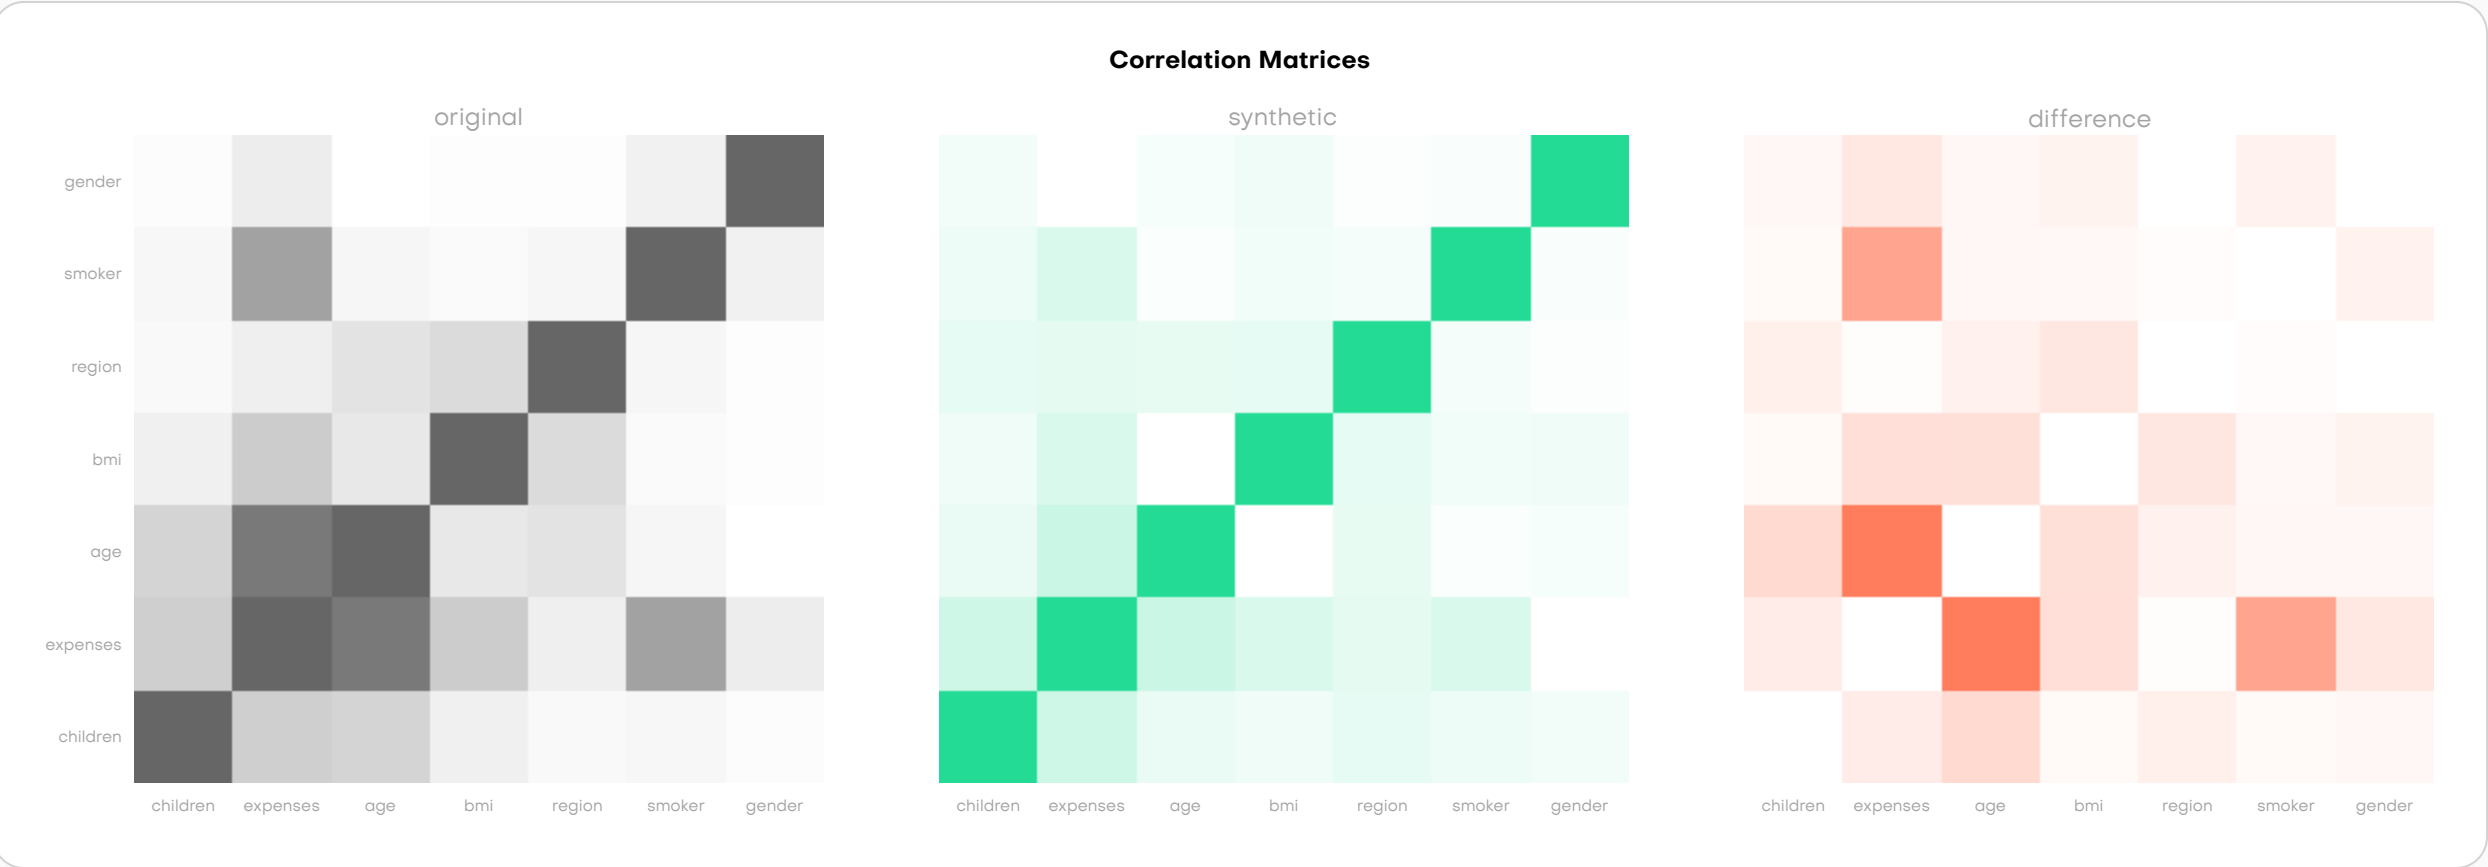 Correlation Matrices
original
synthetic
difference
gender
smoker
region
bmi
age
expenses
children
children expenses age bmi region smoker gender
children expenses age bmi region smoker gender
children expenses age bmi region smoker gender